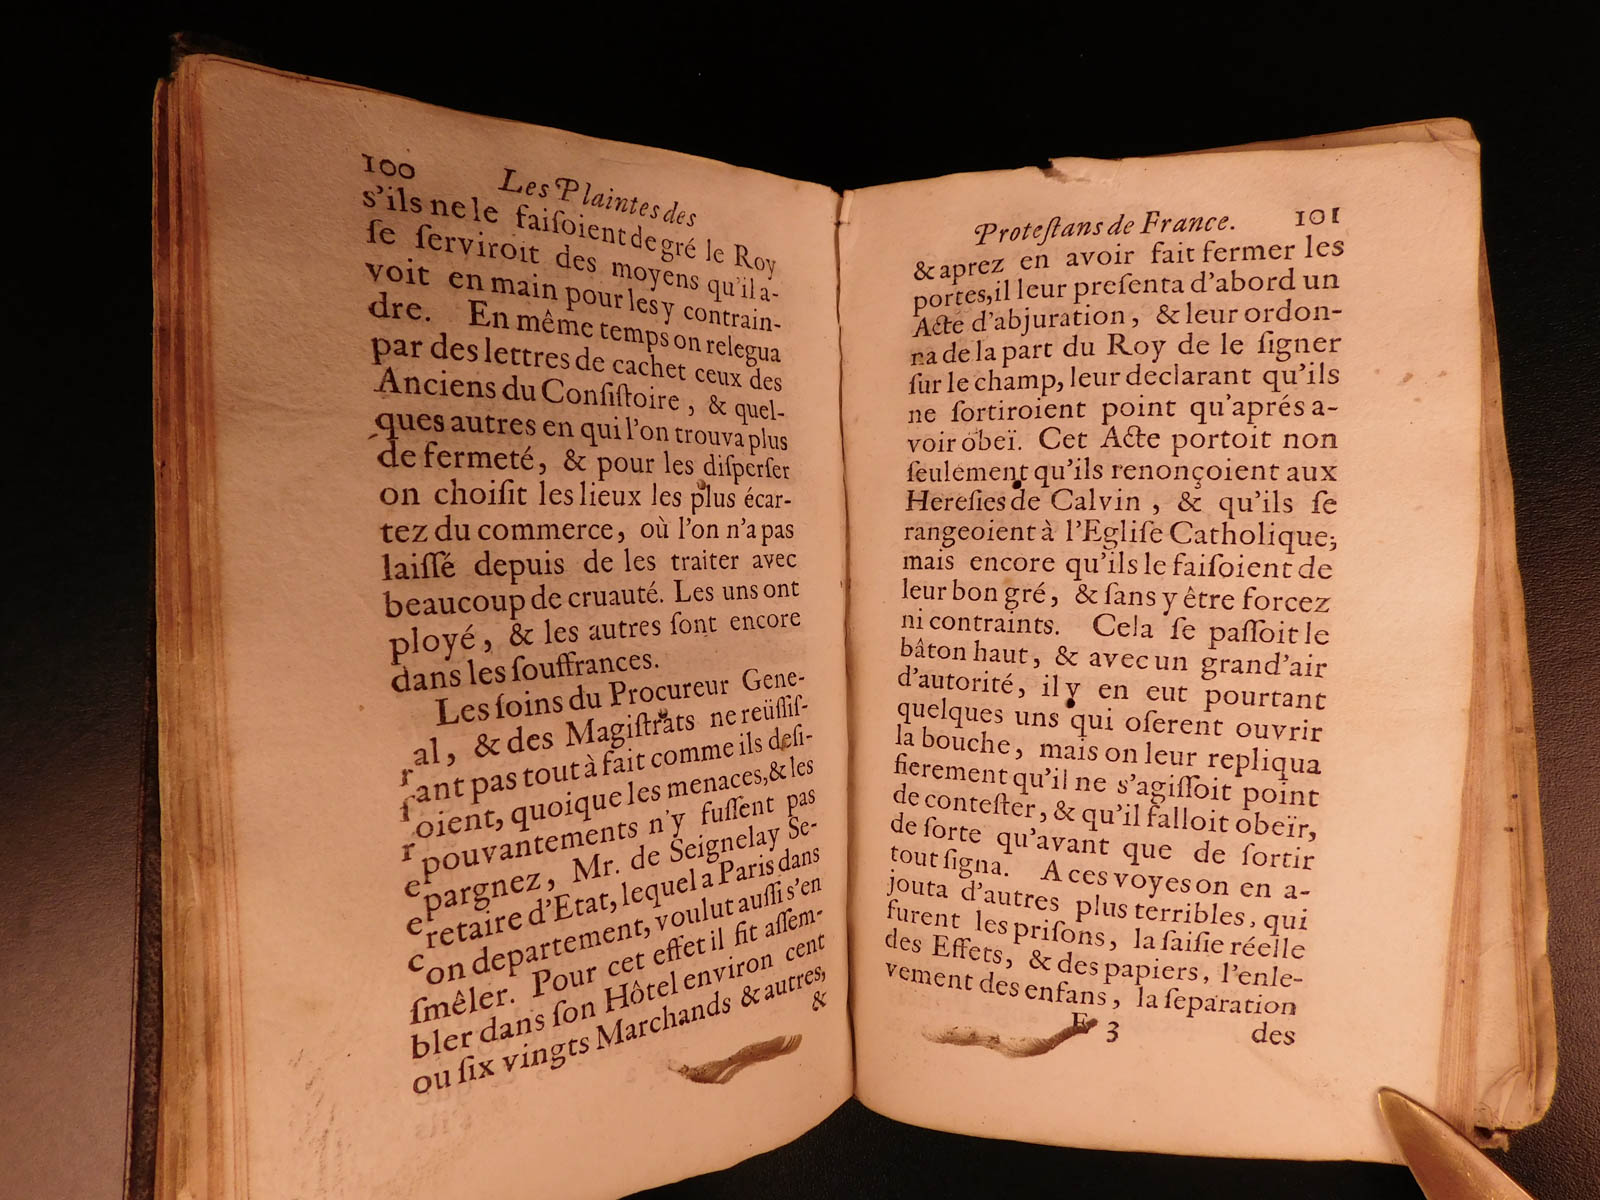 100 Les Plaintes des
s'ils ne le faiſoient de gré le Roy
ſe ſerviroit des moyens qu'il a-
voit en main pour les y contrain-
dre. En même temps on relegua
par des lettres de cachet ceux des
Anciens du Conſiſtoire, & quel-
ques autres en qui l'on trouva plus
de fermeté, & pour les diſperſer
on choiſit les lieux les plus écar-
tez du commerce, où l'on n'a pas
laiſſé depuis de les traiter avec
beaucoup de cruauté. Les uns ont
ployé, & les autres ſont encore
dans les ſouffrances.
Les ſoins du Procureur Gene-
ral, & des Magiſtrats ne reüſſiſ-
ſant pas tout à fait comme ils deſi-
roient, quoique les menaces, & les
epouvantements n'y fuſſent pas
epargnez, Mr. de Seignelay Se-
cretaire d'Etat, lequel a Paris dans
ſon departement, voulut auſſi s'en
mêler. Pour cet effet il fit aſſem-
bler dans ſon Hôtel environ cent
ou ſix vingts Marchands & autres,
&
Proteſtans de France. 101
& aprez en avoir fait fermer les
portes, il leur preſenta d'abord un
Acte d'abjuration, & leur ordon-
na de la part du Roy de le ſigner
ſur le champ, leur declarant qu'ils
ne ſortiroient point qu'aprés a-
voir obeï. Cet Acte portoit non
ſeulement qu'ils renonçoient aux
Hereſies de Calvin, & qu'ils ſe
rangeoient à l'Egliſe Catholique;
mais encore qu'ils le faiſoient de
leur bon gré, & ſans y être forcez
ni contraints. Cela ſe paſſoit le
bâton haut, & avec un grand'air
d'autorité, il y en eut pourtant
quelques uns qui oſerent ouvrir
la bouche, mais on leur repliqua
fierement qu'il ne s'agiſſoit point
de conteſter, & qu'il falloit obeïr,
de ſorte qu'avant que de ſortir
tout ſigna. A ces voyes on en a-
jouta d'autres plus terribles, qui
furent les priſons, la ſaiſie réelle
des Effets, & des papiers, l'enle-
vement des enfans, la ſeparation
E 3 des